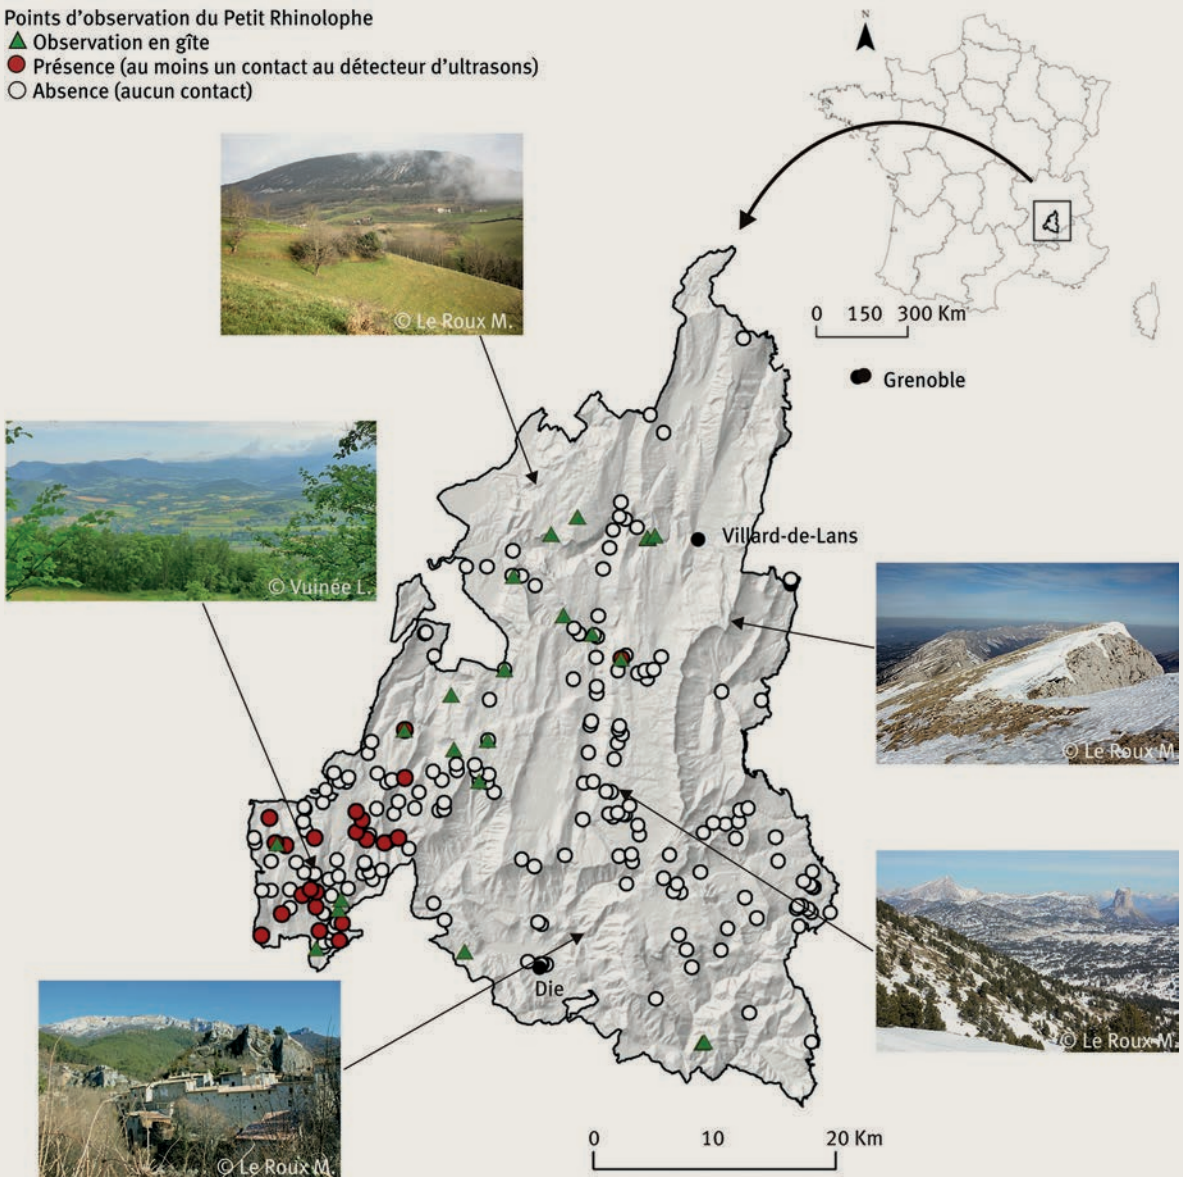 Points d'observation du Petit Rhinolophe
Observation en gîte
Présence (au moins un contact au détecteur d'ultrasons)
Absence (aucun contact)
N
© Le Roux M.
0 150 300 Km
Grenoble
© Vuinée L.
Villard-de-Lans
© Le Roux M.
© Le Roux M.
Die
© Le Roux M.
0 10 20 Km